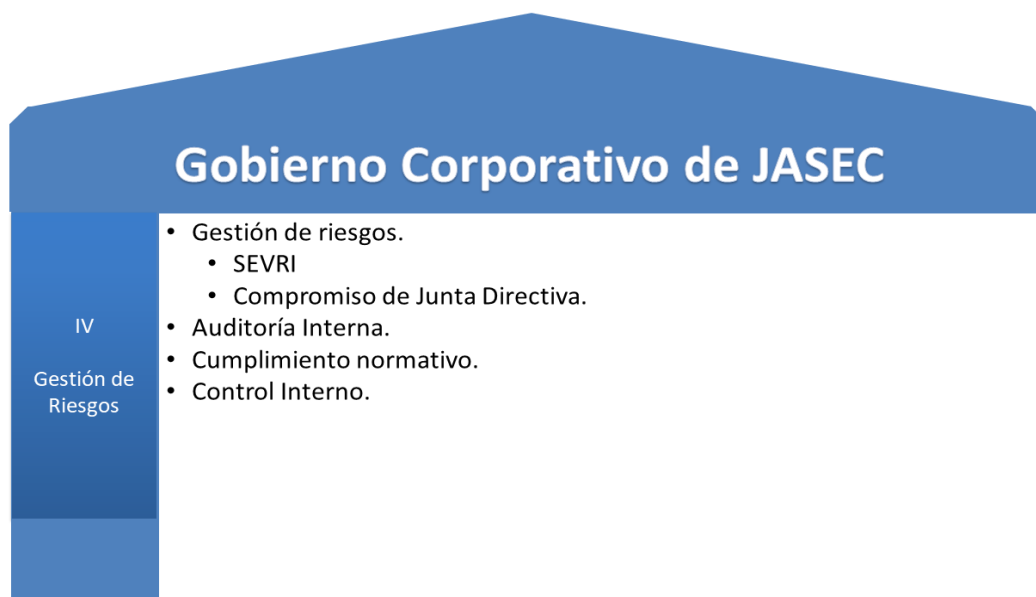 Gobierno Corporativo de JASEC
IV
Gestión de
Riesgos
• Gestión de riesgos.
• SEVRI
• Compromiso de Junta Directiva.
• Auditoría Interna.
• Cumplimiento normativo.
• Control Interno.